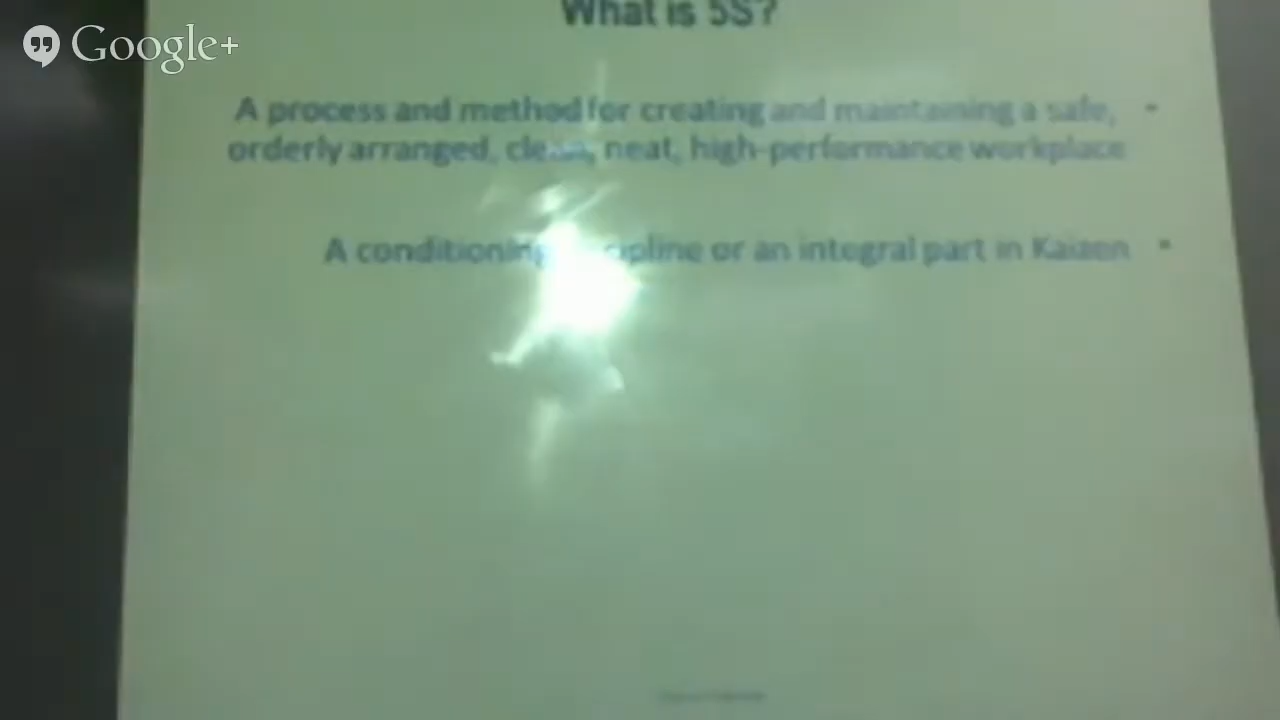 Google+
What is 5S?
A process and method for creating and maintaining a safe,
orderly arranged, clean, neat, high-performance workplace
A conditioning or an integral part in Kaizen